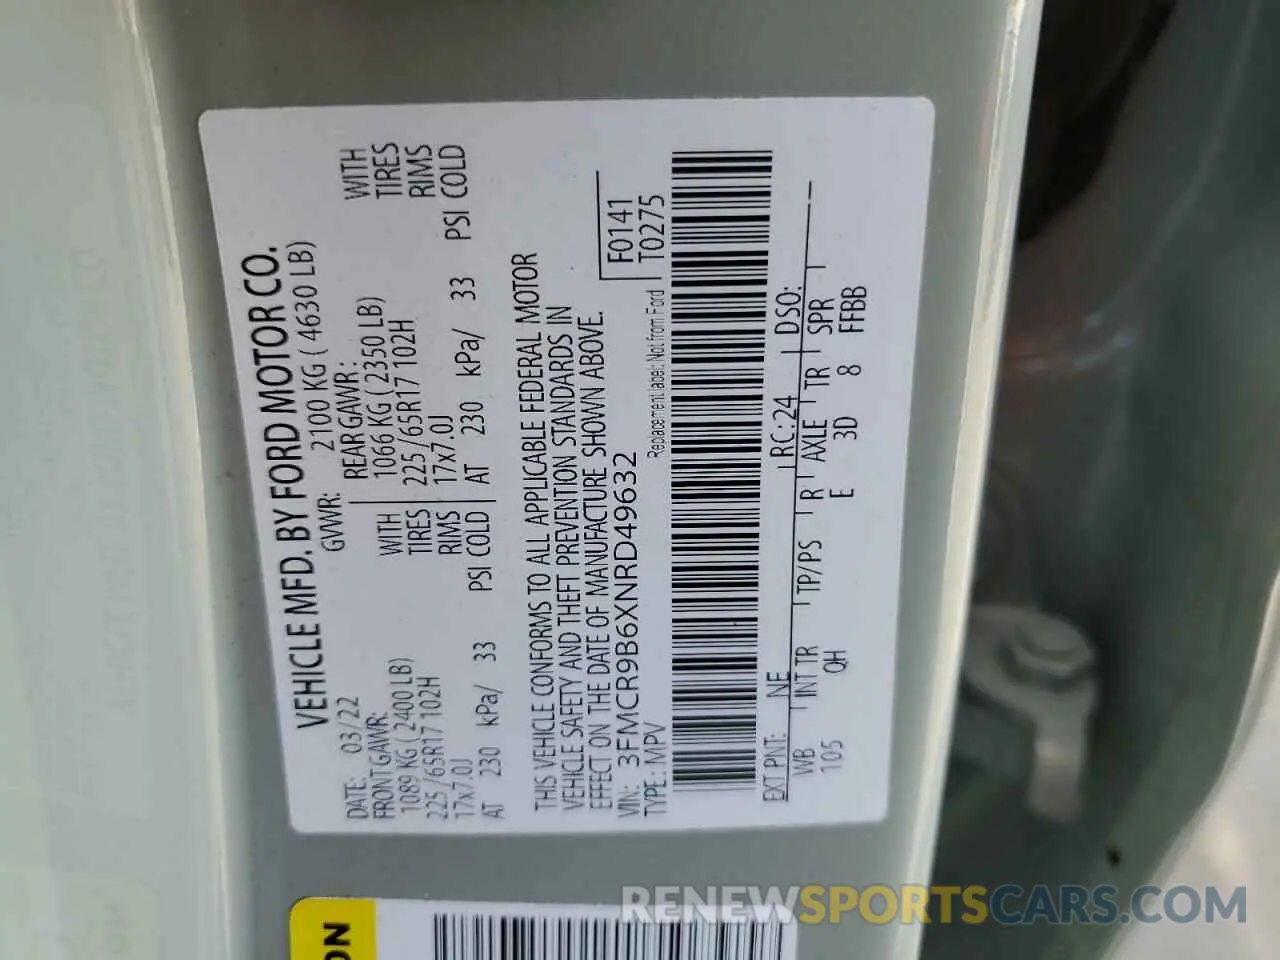 VEHICLE MFD. BY FORD MOTOR CO.
DATE: 03/22 GVWR: 2100 KG ( 4630 LB)
FRONT GAWR: REAR GAWR:
1089 KG ( 2400 LB) WITH 1066 KG (2350 LB) WITH
225 /65R17 102H TIRES 225 /65R17 102H TIRES
17x7.0J RIMS 17x7.0J RIMS
AT 230 kPa/ 33 PSI COLD AT 230 kPa/ 33 PSI COLD
THIS VEHICLE CONFORMS TO ALL APPLICABLE FEDERAL MOTOR
VEHICLE SAFETY AND THEFT PREVENTION STANDARDS IN
EFFECT ON THE DATE OF MANUFACTURE SHOWN ABOVE.
VIN: 3FMCR9B6XNRD49632 F0141
TYPE: MPV Replacement label: Not from Ford T0275
EXT PNT: NE RC:24 DSO:
WB INT TR TP/PS R AXLE TR SPR
105 QH E 3D 8 FFBB
ON
RENEWSPORTSCARS.COM